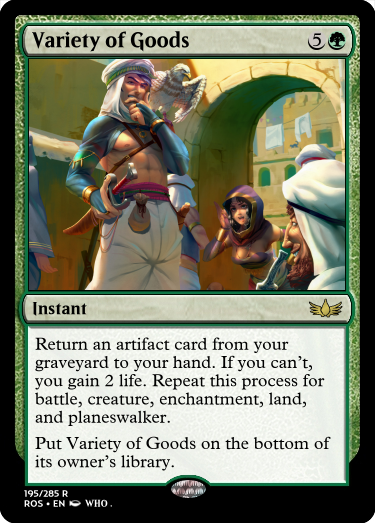 Variety of Goods 5
Instant
Return an artifact card from your
graveyard to your hand. If you can't,
you gain 2 life. Repeat this process for
battle, creature, enchantment, land,
and planeswalker.
Put Variety of Goods on the bottom of
its owner's library.
195/285 R
ROS • EN WHO .